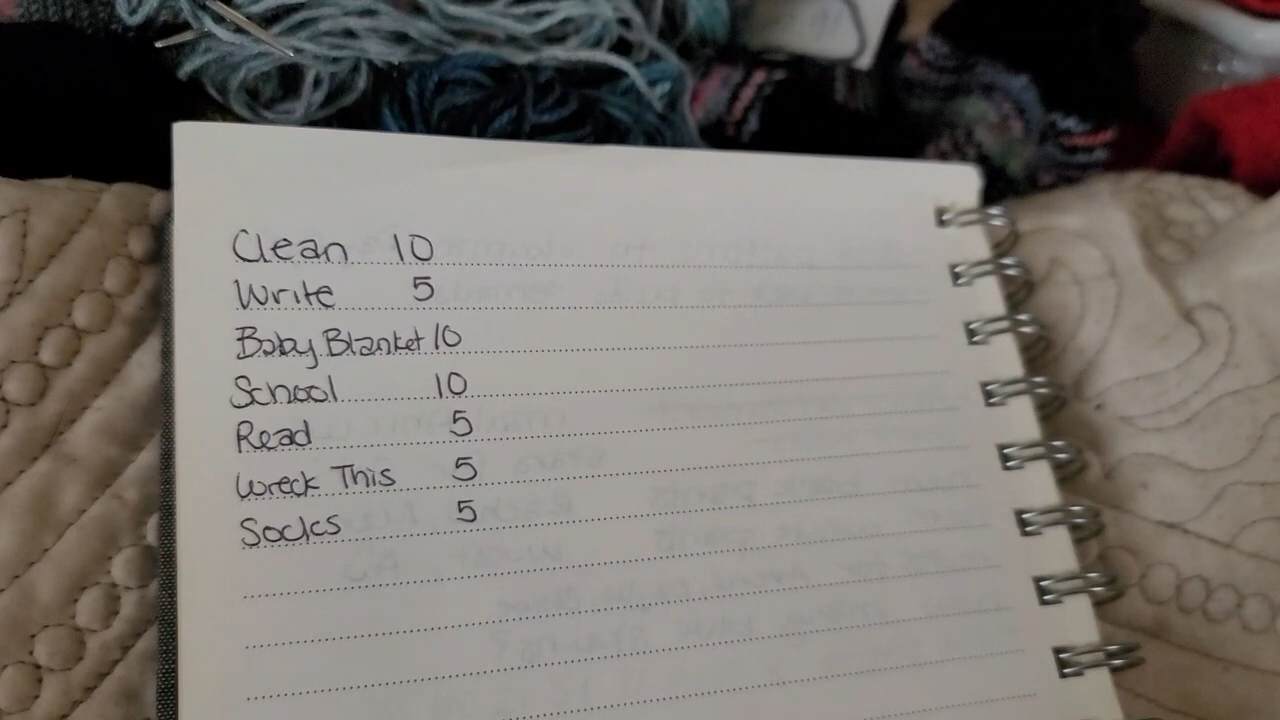 Clean 10
Write 5
Baby Blanket 10
School 10
Read 5
Wreck This 5
Socks 5